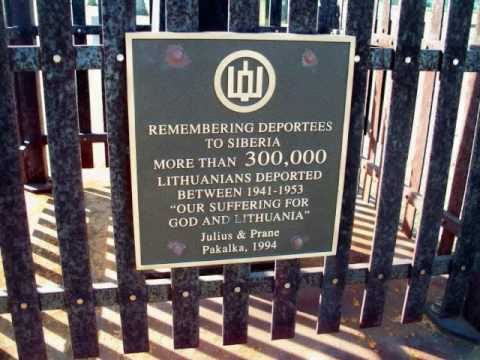 REMEMBERING DEPORTEES
TO SIBERIA
MORE THAN 300,000
LITHUANIANS DEPORTED
BETWEEN 1941-1953
"OUR SUFFERING FOR
GOD AND LITHUANIA"
Julius & Prane
Pakalka, 1994